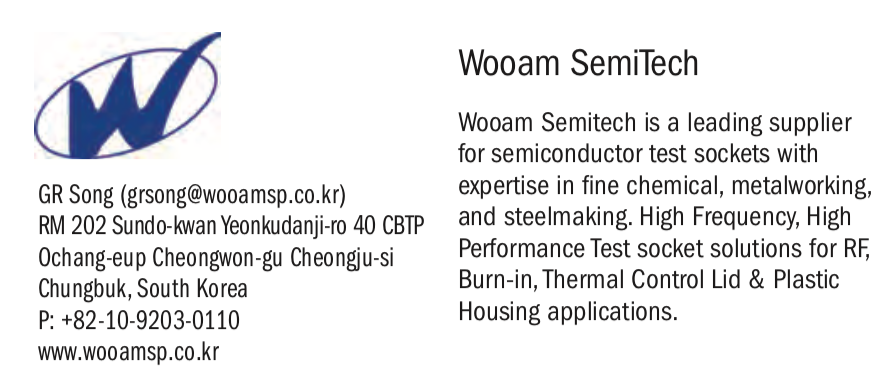 GR Song (grsong@wooamsp.co.kr)
RM 202 Sundo-kwan Yeonkudanji-ro 40 CBTP
Ochang-eup Cheongwon-gu Cheongju-si
Chungbuk, South Korea
P: +82-10-9203-0110
www.wooamsp.co.kr
Wooam SemiTech
Wooam Semitech is a leading supplier
for semiconductor test sockets with
expertise in fine chemical, metalworking,
and steelmaking. High Frequency, High
Performance Test socket solutions for RF,
Burn-in, Thermal Control Lid & Plastic
Housing applications.